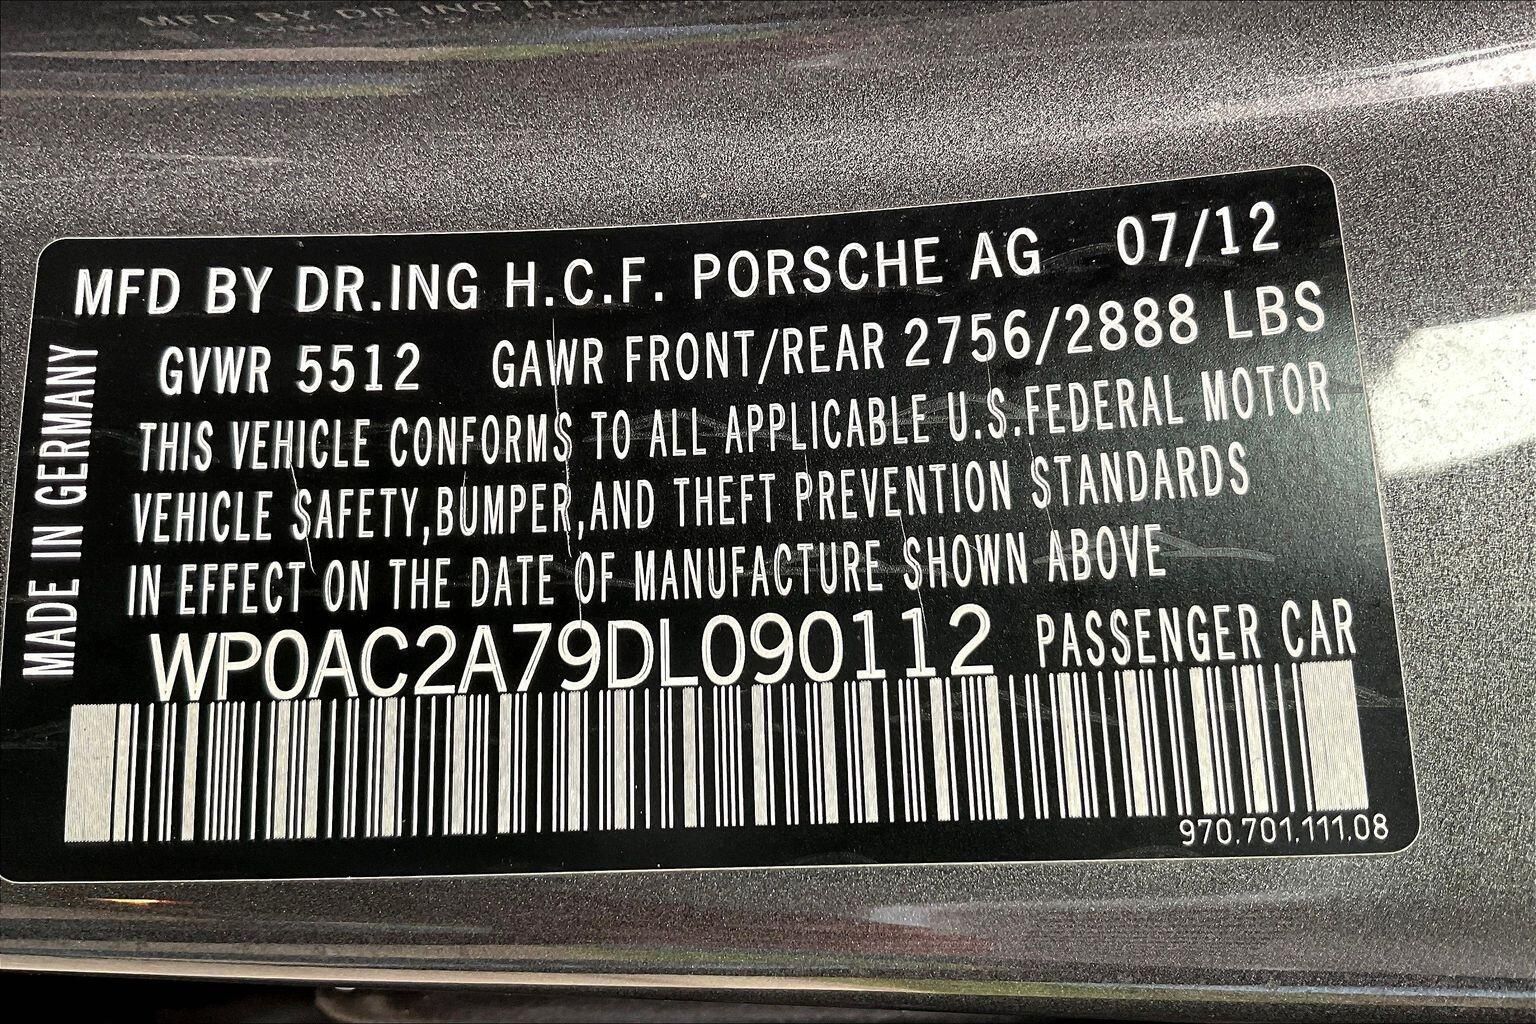 MFD BY DR.ING H.C.F. PORSCHE AG 07/12
GVWR 5512 GAWR FRONT/REAR 2756/2888 LBS
THIS VEHICLE CONFORMS TO ALL APPLICABLE U.S.FEDERAL MOTOR
VEHICLE SAFETY,BUMPER,AND THEFT PREVENTION STANDARDS
IN EFFECT ON THE DATE OF MANUFACTURE SHOWN ABOVE
WP0AC2A79DL090112 PASSENGER CAR
970.701.111.08
MADE IN GERMANY